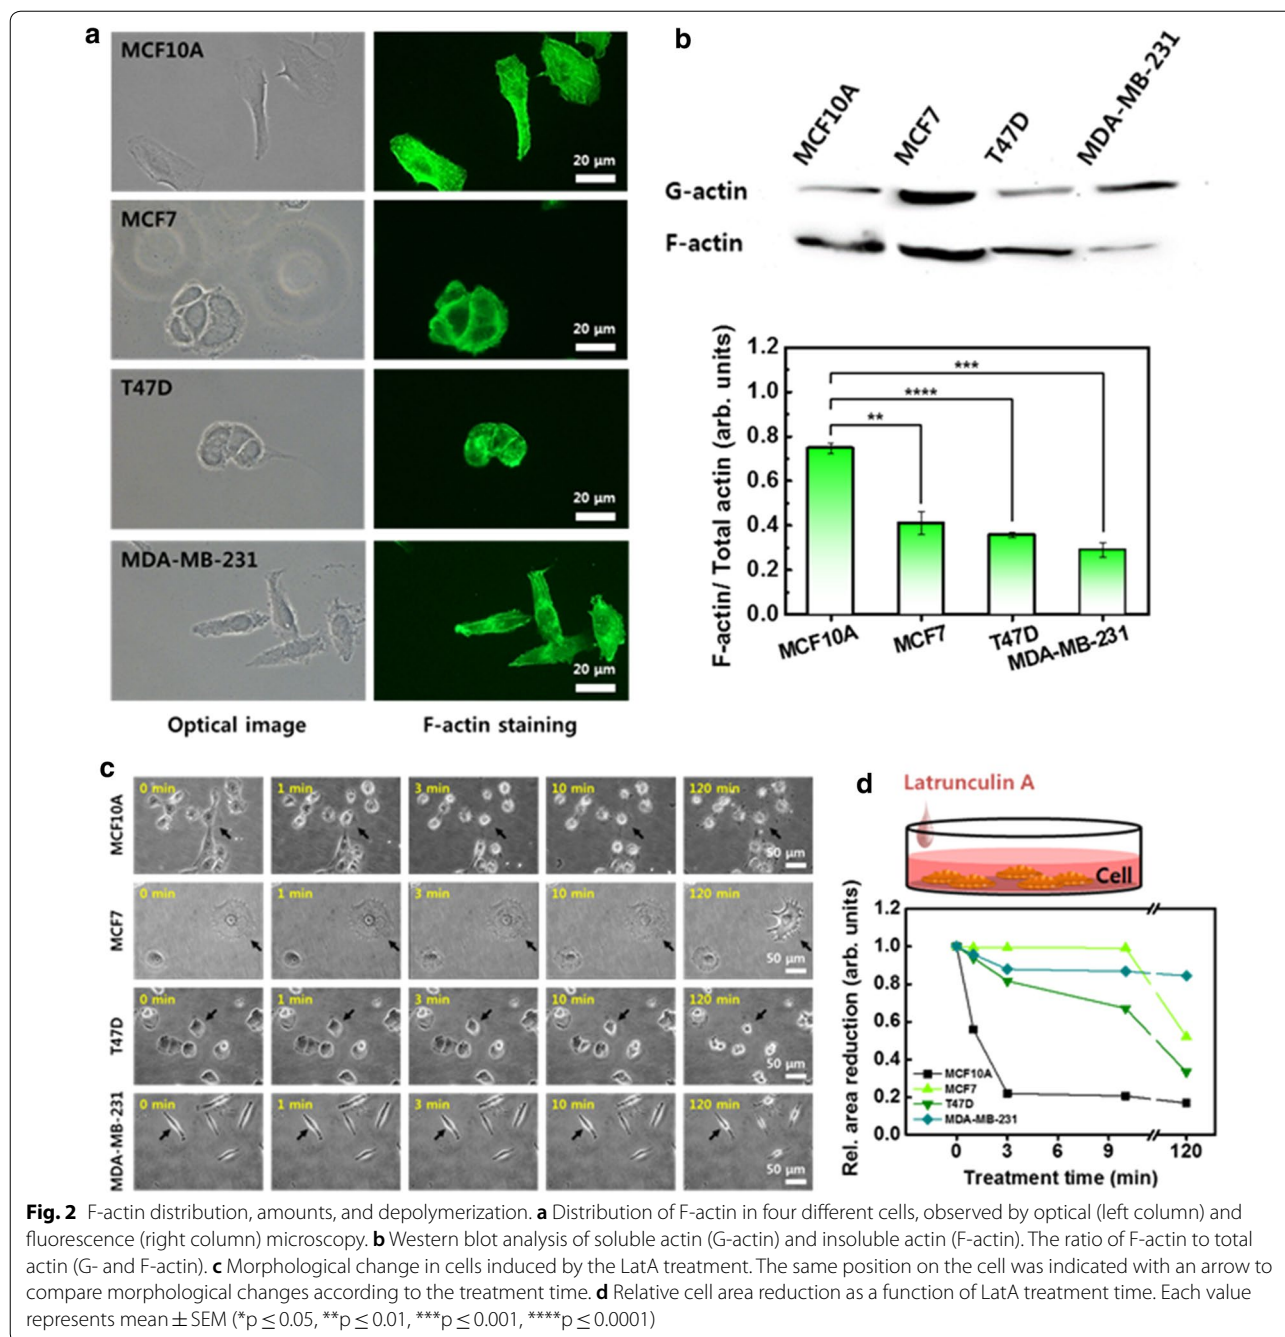 a
MCF10A
20 µm
MCF7
20 µm
T47D
20 µm
MDA-MB-231
20 µm
Optical image
F-actin staining
b
MCF10A
MCF7
T47D
MDA-MB-231
G-actin
F-actin
F-actin/ Total actin (arb. units)
1.2
1.0
0.8
0.6
0.4
0.2
0.0
***
****
**
MCF10A
MCF7
T47D
MDA-MB-231
c
MCF10A
0 min
1 min
3 min
10 min
120 min
50 µm
MCF7
0 min
1 min
3 min
10 min
120 min
50 µm
T47D
0 min
1 min
3 min
10 min
120 min
50 µm
MDA-MB-231
0 min
1 min
3 min
10 min
120 min
50 µm
d
Latrunculin A
Cell
Rel. area reduction (arb. units)
1.2
1.0
0.8
0.6
0.4
0.2
0.0
MCF10A
MCF7
T47D
MDA-MB-231
0 3 6 9 120
Treatment time (min)
Fig. 2 F-actin distribution, amounts, and depolymerization. a Distribution of F-actin in four different cells, observed by optical (left column) and
fluorescence (right column) microscopy. b Western blot analysis of soluble actin (G-actin) and insoluble actin (F-actin). The ratio of F-actin to total
actin (G- and F-actin). c Morphological change in cells induced by the LatA treatment. The same position on the cell was indicated with an arrow to
compare morphological changes according to the treatment time. d Relative cell area reduction as a function of LatA treatment time. Each value
represents mean ± SEM (*p ≤ 0.05, **p ≤ 0.01, ***p ≤ 0.001, ****p ≤ 0.0001)